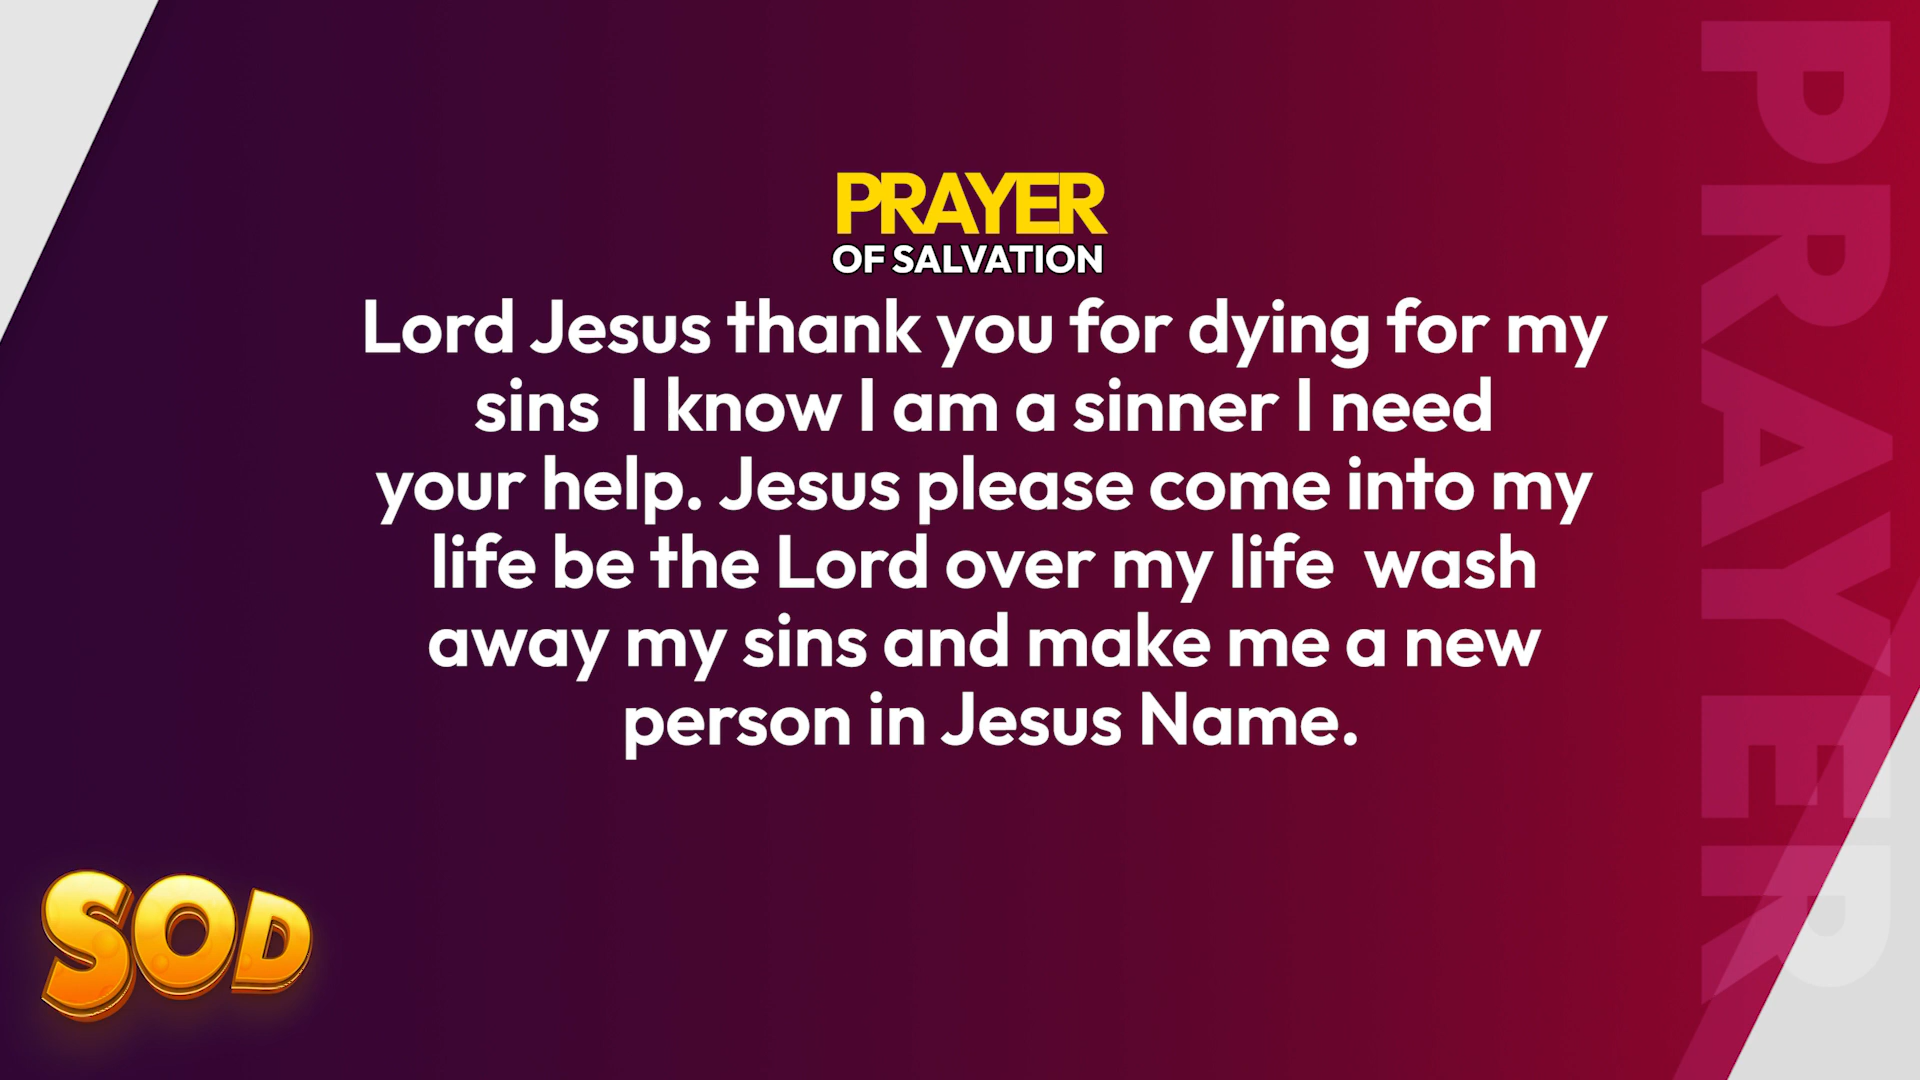 PRAYER
OF SALVATION
Lord Jesus thank you for dying for my
sins  I know I am a sinner I need
your help. Jesus please come into my
life be the Lord over my life  wash
away my sins and make me a new
person in Jesus Name.
PRAYER
SOD